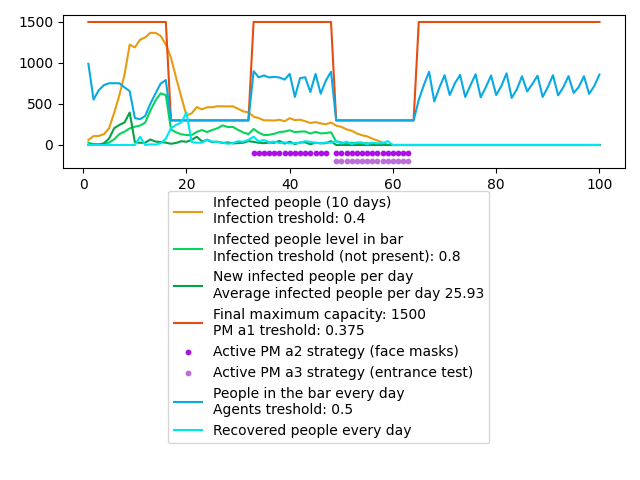 1500
1000
500
0
0 20 40 60 80 100
Infected people (10 days)
Infection treshold: 0.4
Infected people level in bar
Infection treshold (not present): 0.8
New infected people per day
Average infected people per day 25.93
Final maximum capacity: 1500
PM a1 treshold: 0.375
Active PM a2 strategy (face masks)
Active PM a3 strategy (entrance test)
People in the bar every day
Agents treshold: 0.5
Recovered people every day